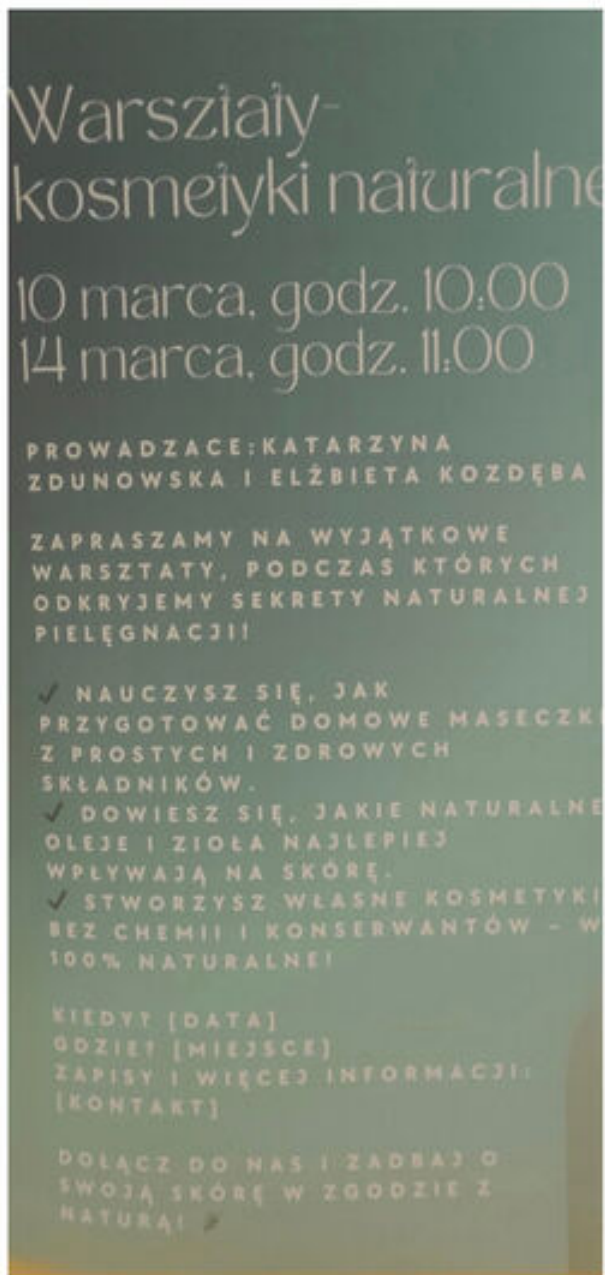 Warsztaty-
kosmetyki naturalne
10 marca, godz. 10:00
14 marca, godz. 11:00
PROWADZACE:KATARZYNA
ZDUNOWSKA I ELŻBIETA KOZDĘBA
ZAPRASZAMY NA WYJĄTKOWE
WARSZTATY, PODCZAS KTÓRYCH
ODKRYJEMY SEKRETY NATURALNEJ
PIELĘGNACJI!
✓ NAUCZYSZ SIĘ, JAK
PRZYGOTOWAĆ DOMOWE MASECZKI
Z PROSTYCH I ZDROWYCH
SKŁADNIKÓW.
✓ DOWIESZ SIĘ, JAKIE NATURALNE
OLEJE I ZIOŁA NAJLEPIEJ
WPŁYWAJĄ NA SKÓRĘ.
✓ STWORZYSZ WŁASNE KOSMETYKI
BEZ CHEMII I KONSERWANTÓW – W
100% NATURALNE!
KIEDY? [DATA]
GDZIE? [MIEJSCE]
ZAPISY I WIĘCEJ INFORMACJI:
[KONTAKT]
DOŁĄCZ DO NAS I ZADBAJ O
SWOJĄ SKÓRĘ W ZGODZIE Z
NATURĄ!